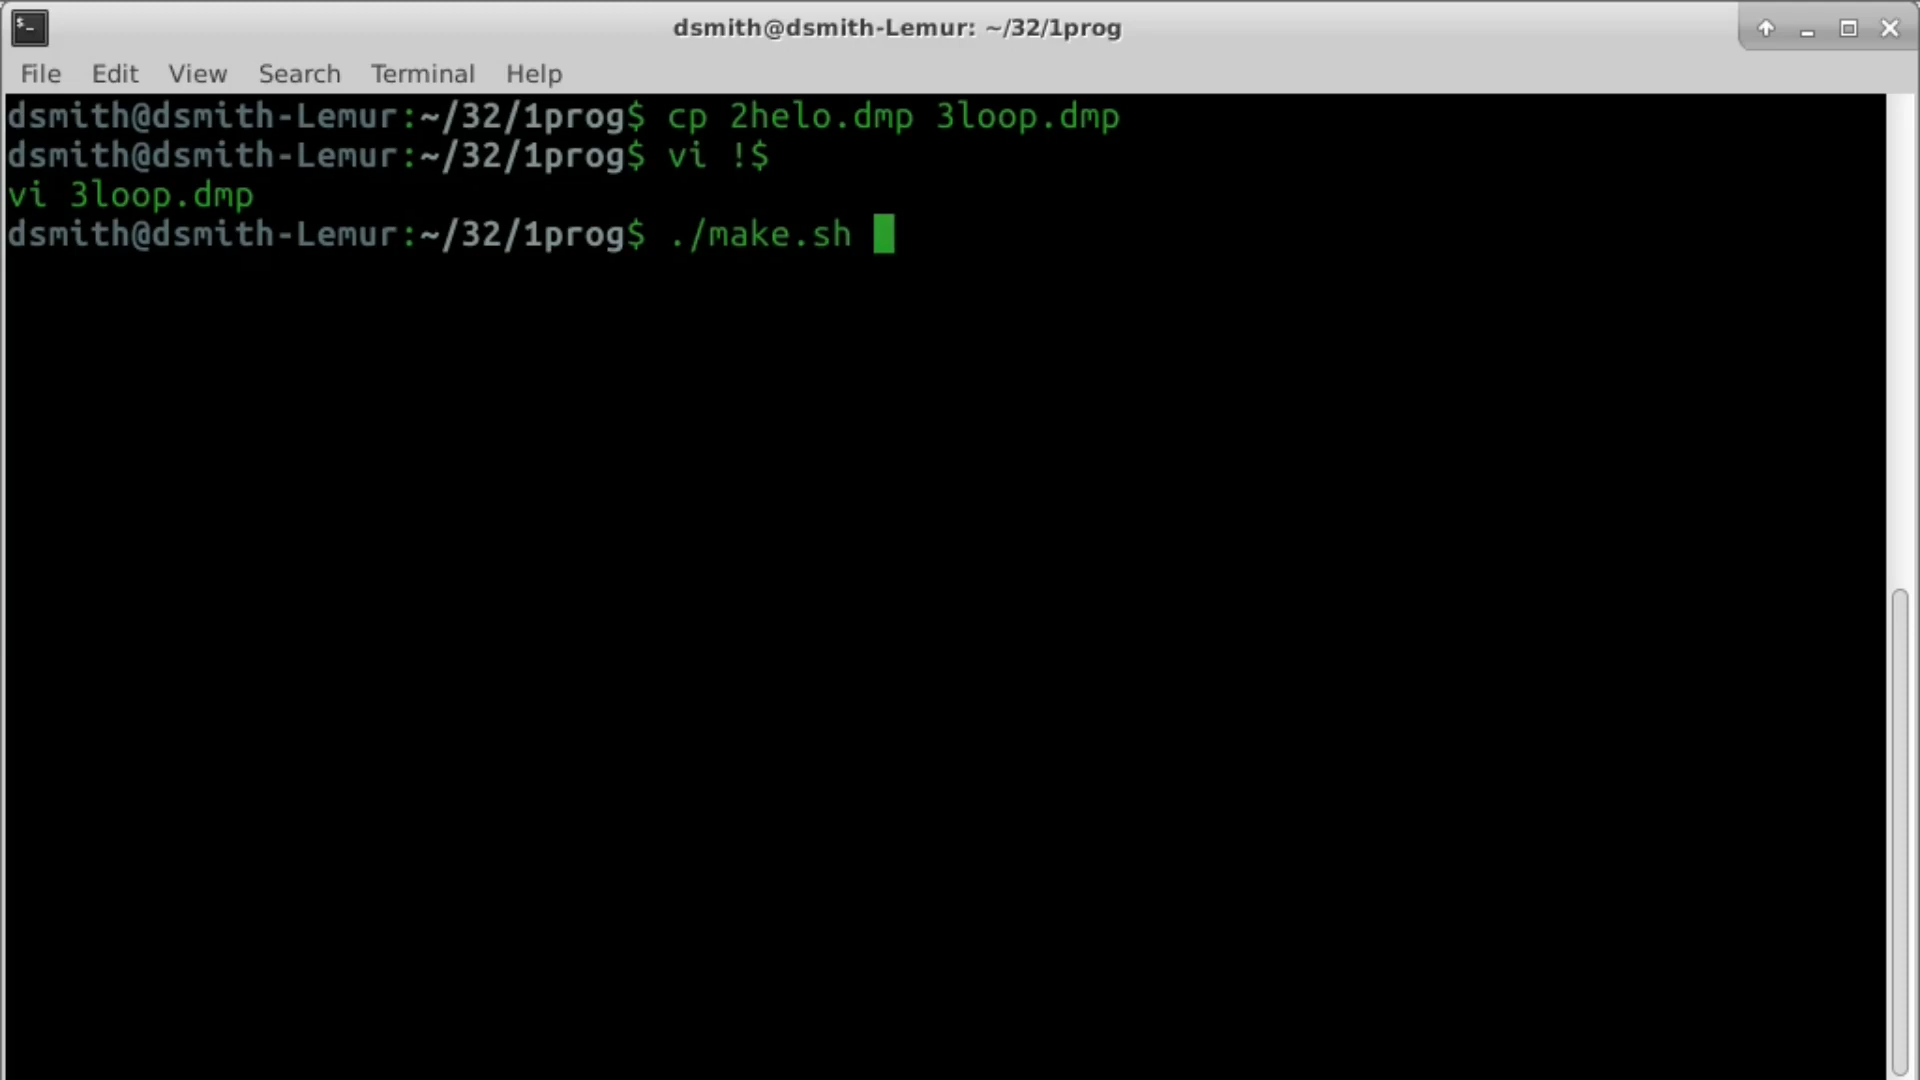 dsmith@dsmith-Lemur: ~/32/1prog
File Edit View Search Terminal Help
dsmith@dsmith-Lemur:~/32/1prog$ cp 2helo.dmp 3loop.dmp
dsmith@dsmith-Lemur:~/32/1prog$ vi !$
vi 3loop.dmp
dsmith@dsmith-Lemur:~/32/1prog$ ./make.sh